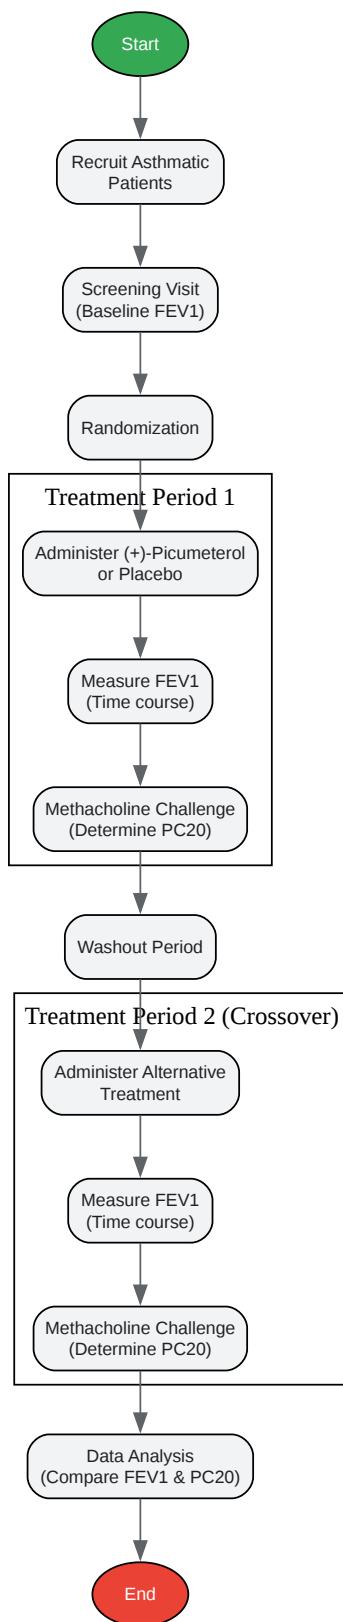 Start
Recruit Asthmatic
Patients
Screening Visit
(Baseline FEV1)
Randomization
Treatment Period 1
Administer (+)-Picumeterol
or Placebo
Measure FEV1
(Time course)
Methacholine Challenge
(Determine PC20)
Washout Period
Treatment Period 2 (Crossover)
Administer Alternative
Treatment
Measure FEV1
(Time course)
Methacholine Challenge
(Determine PC20)
Data Analysis
(Compare FEV1 & PC20)
End